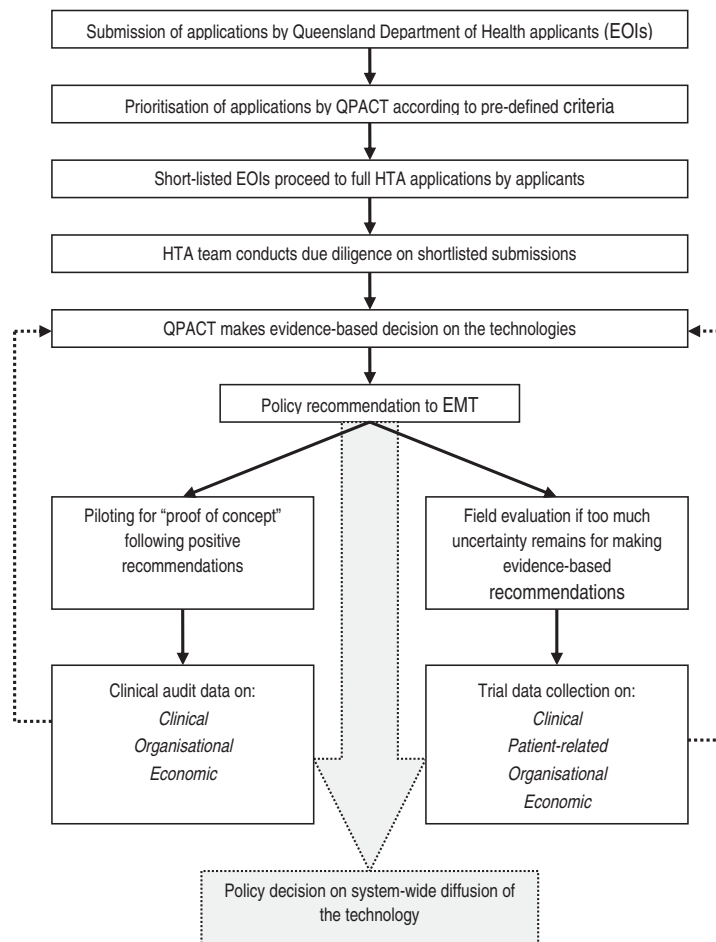 Submission of applications by Queensland Department of Health applicants (EOIs)
Prioritisation of applications by QPACT according to pre-defined criteria
Short-listed EOIs proceed to full HTA applications by applicants
HTA team conducts due diligence on shortlisted submissions
QPACT makes evidence-based decision on the technologies
Policy recommendation to EMT
Piloting for “proof of concept”
following positive
recommendations
Field evaluation if too much
uncertainty remains for making
evidence-based
recommendations
Clinical audit data on:
Clinical
Organisational
Economic
Trial data collection on:
Clinical
Patient-related
Organisational
Economic
Policy decision on system-wide diffusion of
the technology